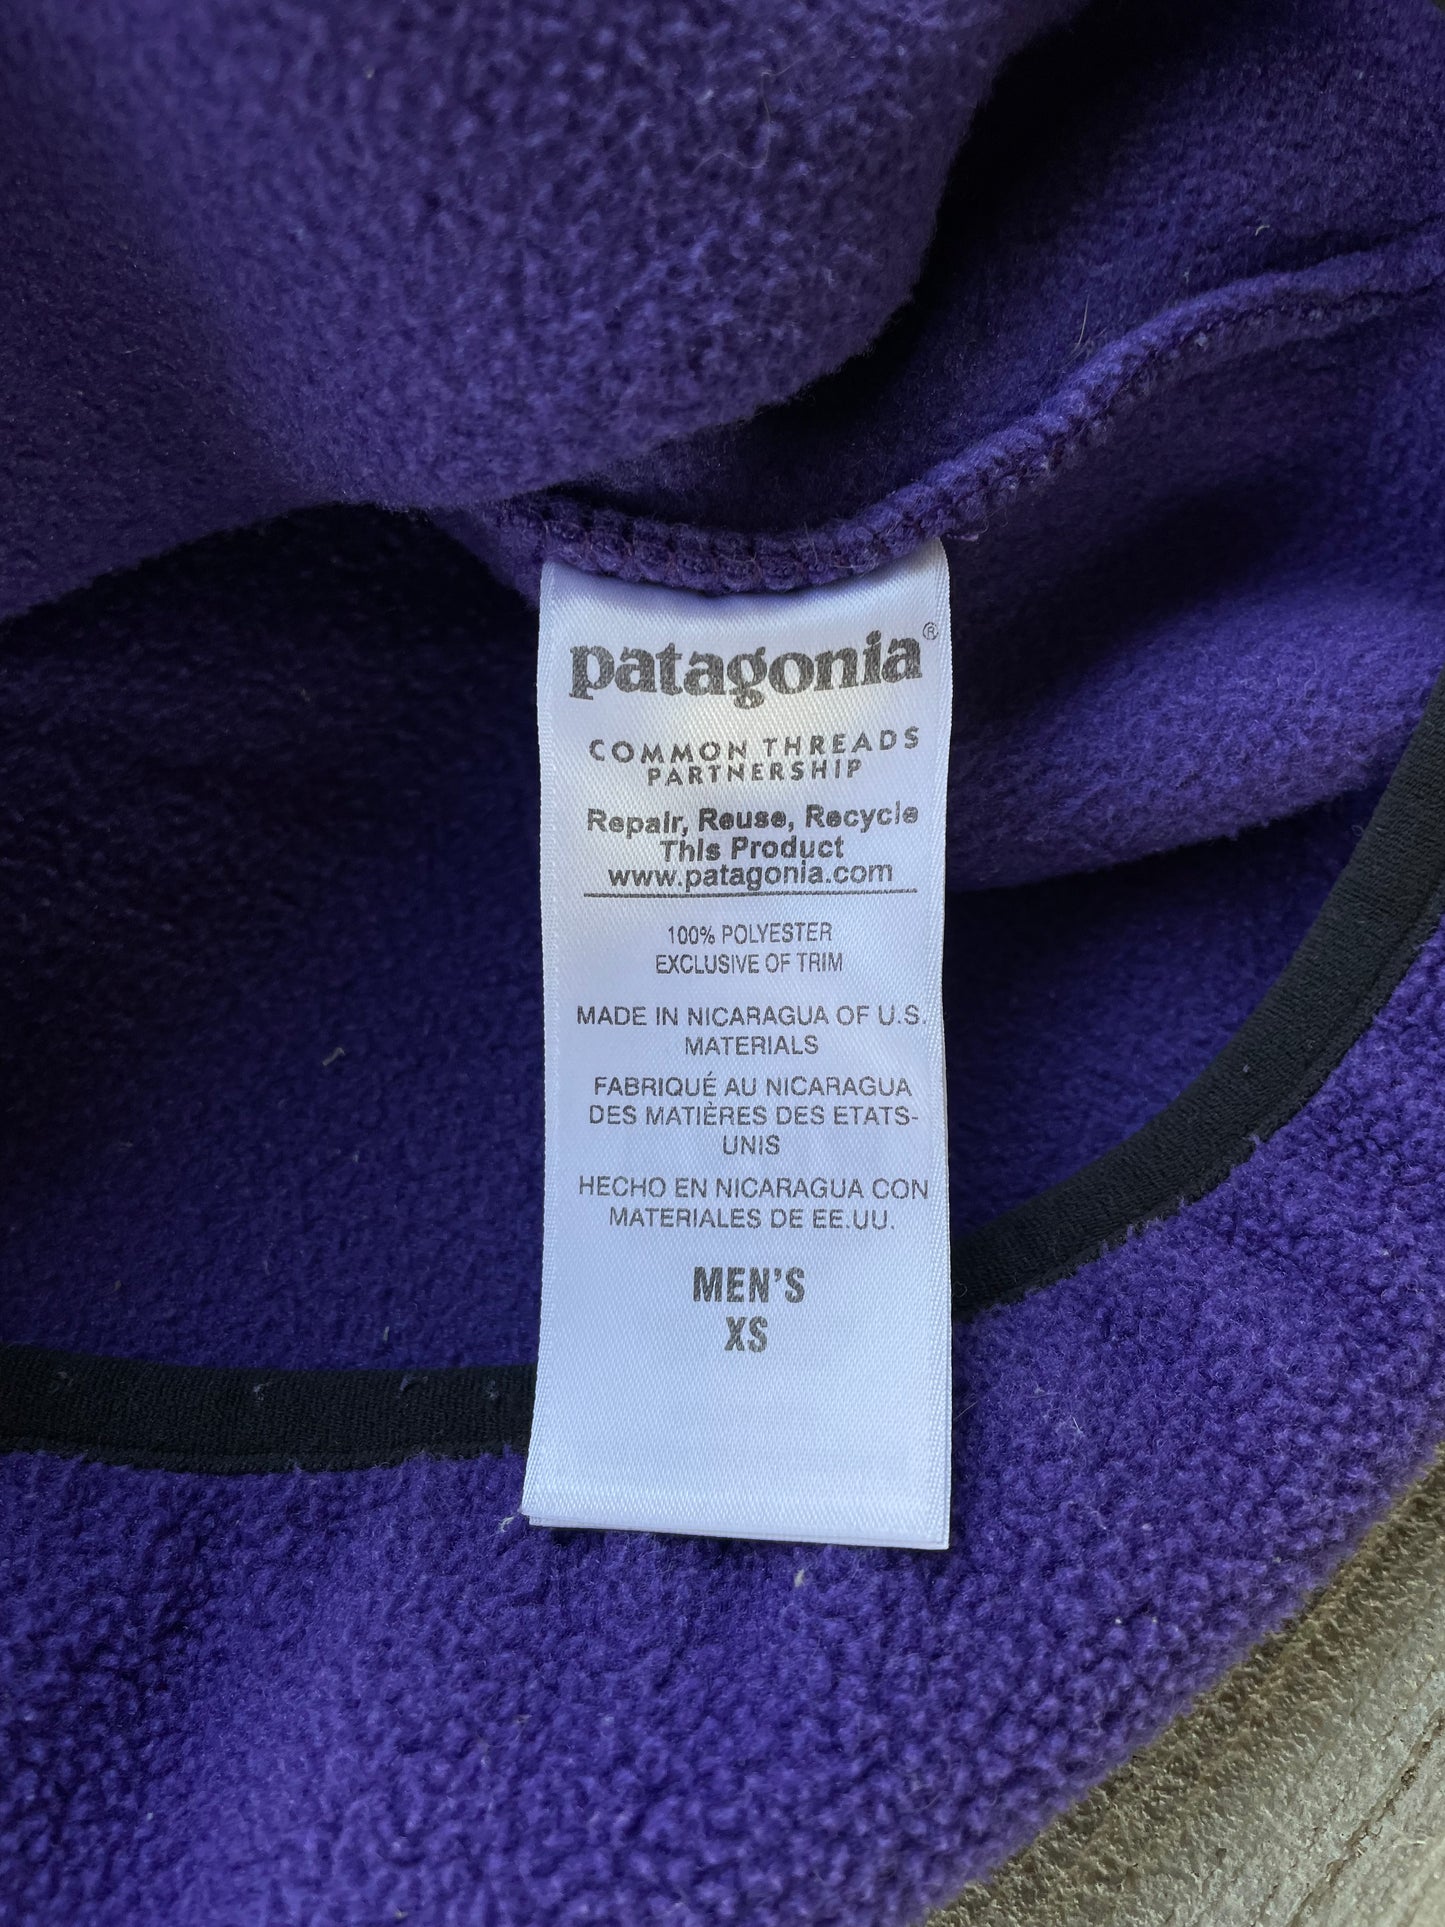 patagonia®
COMMON THREADS
PARTNERSHIP
Repair, Reuse, Recycle
This Product
www.patagonia.com
100% POLYESTER
EXCLUSIVE OF TRIM
MADE IN NICARAGUA OF U.S.
MATERIALS
FABRIQUÉ AU NICARAGUA
DES MATIÈRES DES ETATS-
UNIS
HECHO EN NICARAGUA CON
MATERIALES DE EE.UU.
MEN'S
XS